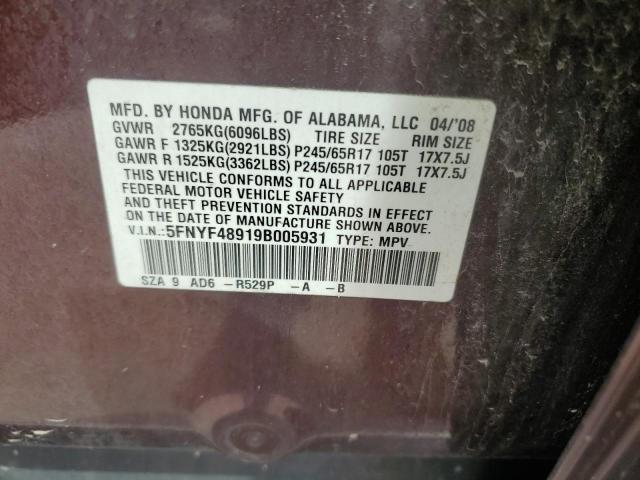 MFD. BY HONDA MFG. OF ALABAMA, LLC 04/'08
GVWR 2765KG(6096LBS) TIRE SIZE RIM SIZE
GAWR F 1325KG(2921LBS) P245/65R17 105T 17X7.5J
GAWR R 1525KG(3362LBS) P245/65R17 105T 17X7.5J
THIS VEHICLE CONFORMS TO ALL APPLICABLE
FEDERAL MOTOR VEHICLE SAFETY
AND THEFT PREVENTION STANDARDS IN EFFECT
ON THE DATE OF MANUFACTURE SHOWN ABOVE.
V.I.N.:5FNYF48919B005931 TYPE: MPV
SZA 9 AD6 -R529P -A -B